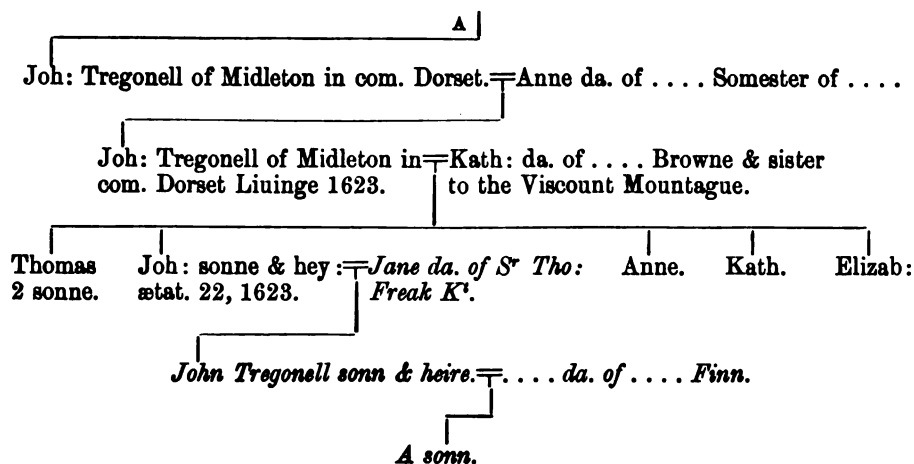 A
Joh: Tregonell of Midleton in com. Dorset.=Anne da. of . . . . Somester of . . . .
Joh: Tregonell of Midleton in=Kath: da. of . . . . Browne & sister
com. Dorset Liuinge 1623. to the Viscount Mountague.
Thomas Joh: sonne & hey:=Jane da. of Sʳ Tho: Anne. Kath. Elizab:
2 sonne. ætat. 22, 1623. Freak Kᵗ.
John Tregonell sonn & heire.=. . . . da. of . . . . Finn.
A sonn.